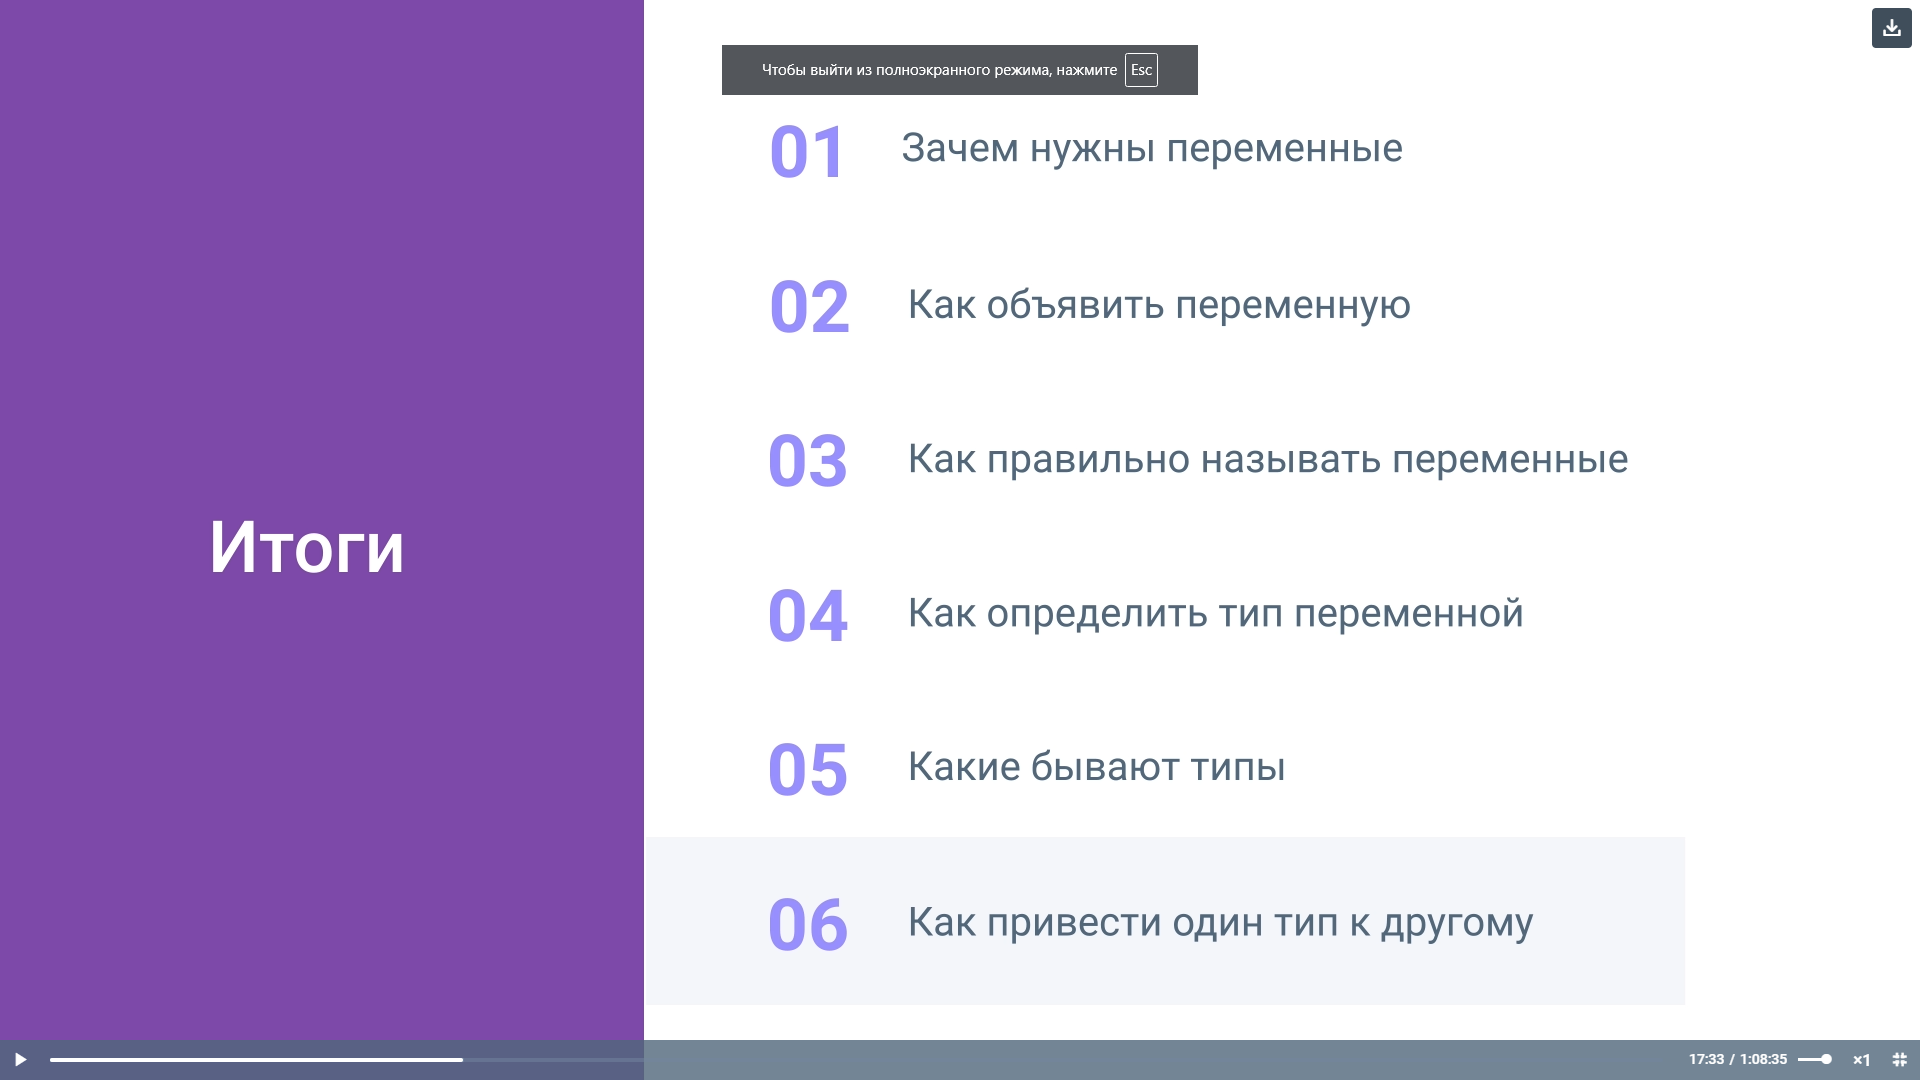 Чтобы выйти из полноэкранного режима, нажмите Esc
01 Зачем нужны переменные
02 Как объявить переменную
03 Как правильно называть переменные
Итоги
04 Как определить тип переменной
05 Какие бывают типы
06 Как привести один тип к другому
17:33 / 1:08:35 ×1